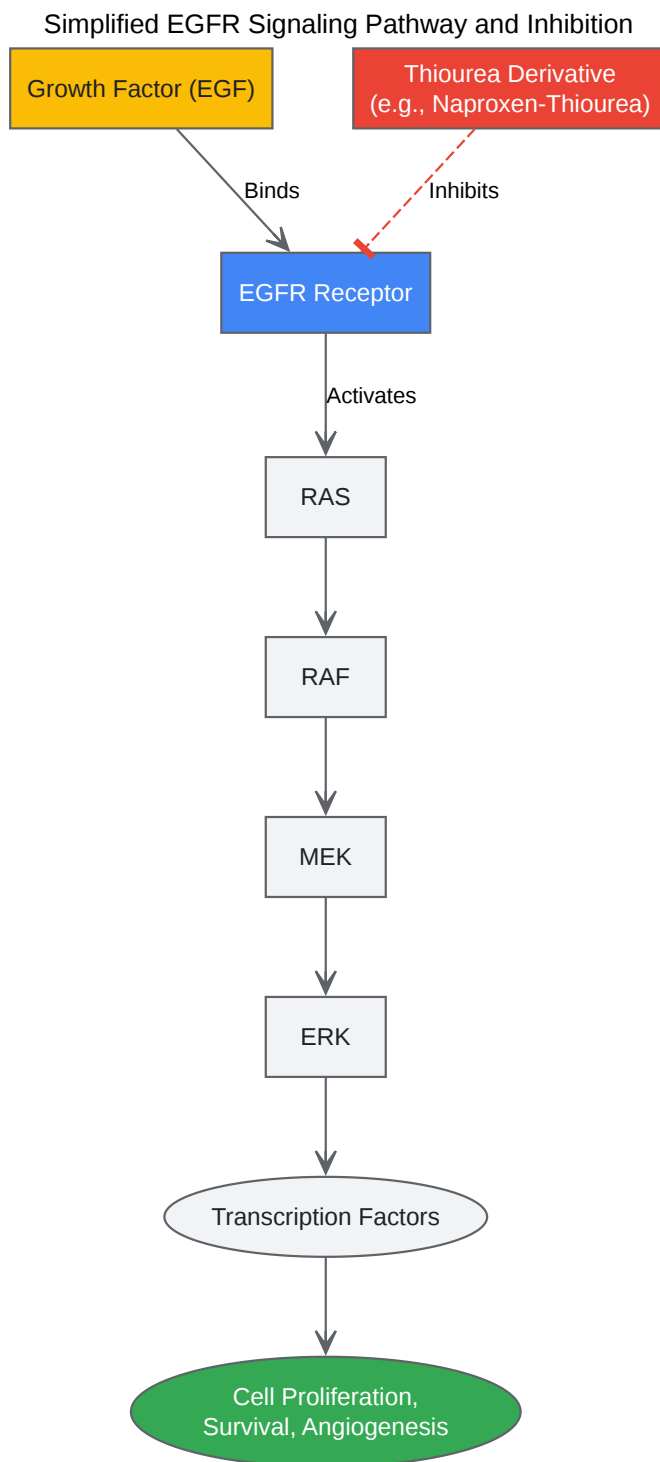 Simplified EGFR Signaling Pathway and Inhibition
Growth Factor (EGF)
Thiourea Derivative
(e.g., Naproxen-Thiourea)
Binds
Inhibits
EGFR Receptor
Activates
RAS
RAF
MEK
ERK
Transcription Factors
Cell Proliferation,
Survival, Angiogenesis